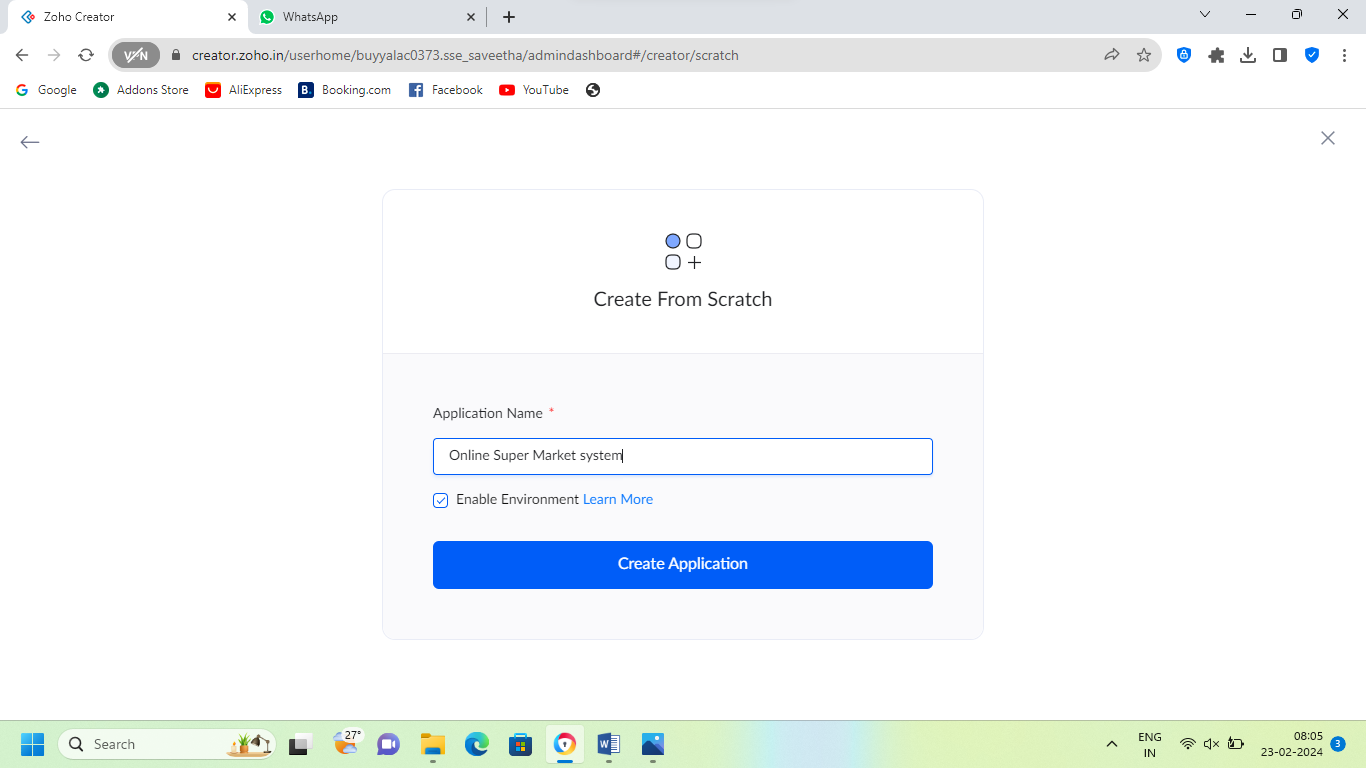 Zoho Creator
WhatsApp
VPN
creator.zoho.in/userhome/buyyalac0373.sse_saveetha/admindashboard#/creator/scratch
Google
Addons Store
AliExpress
B. Booking.com
Facebook
YouTube
Create From Scratch
Application Name *
Online Super Market system
Enable Environment Learn More
Create Application
Search
27°
ENG
IN
08:05
23-02-2024
3